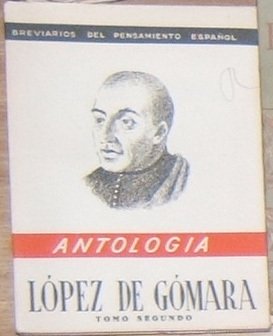 BREVIARIOS DEL PENSAMIENTO ESPAÑOL
ANTOLOGIA
LÓPEZ DE GÓMARA
TOMO SEGUNDO